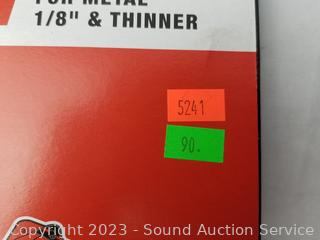 FOR METAL
1/8" & THINNER
5241
90.
Copyright 2023 - Sound Auction Service